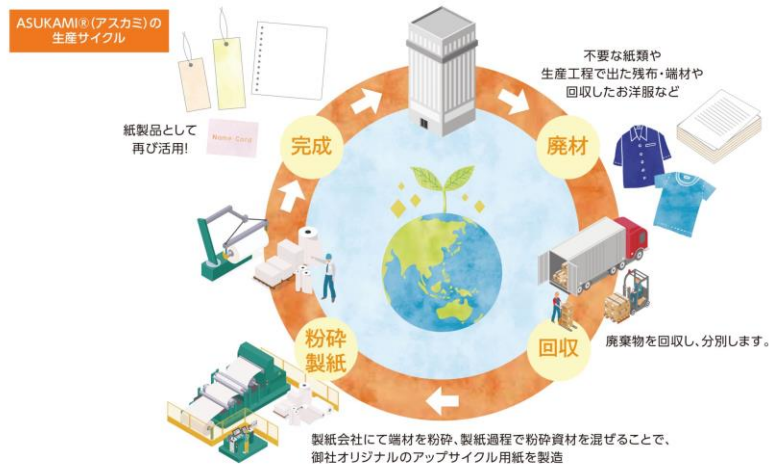 ASUKAMI®(アスカミ)の
生産サイクル
不要な紙類や
生産工程で出た残布・端材や
回収したお洋服など
紙製品として
再び活用!
Name Card
完成
廃材
粉砕
製紙
回収
廃棄物を回収し、分別します。
製紙会社にて端材を粉砕、製紙過程で粉砕資材を混ぜることで、
御社オリジナルのアップサイクル用紙を製造